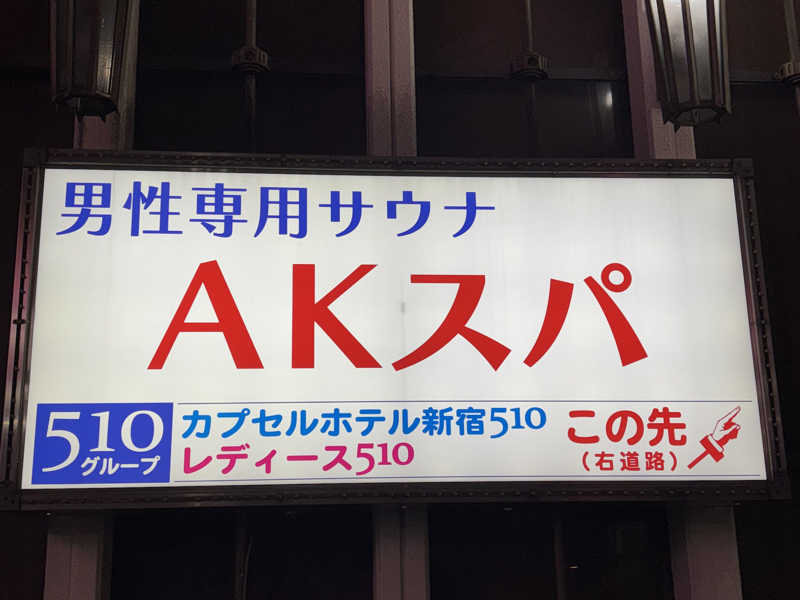 男性専用サウナ
AKスパ
510
グループ
カプセルホテル新宿510
レディース510
この先
(右道路)